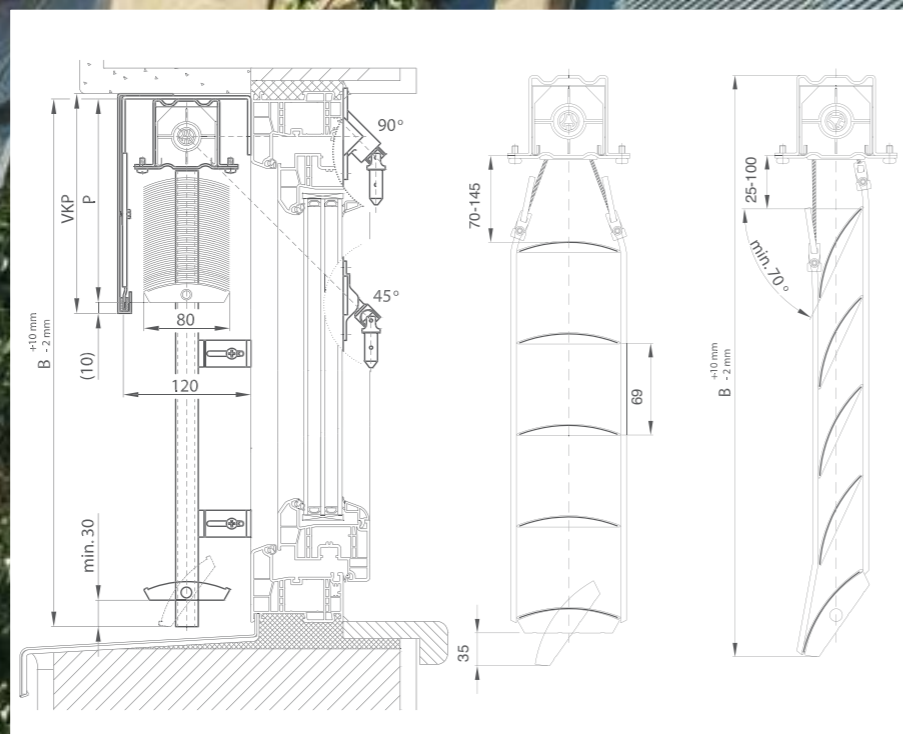 90°
VKP
P
70-145
25-100
min. 70°
45°
80
+10 mm
B - 2 mm
(10)
120
69
+10 mm
B - 2 mm
min. 30
35